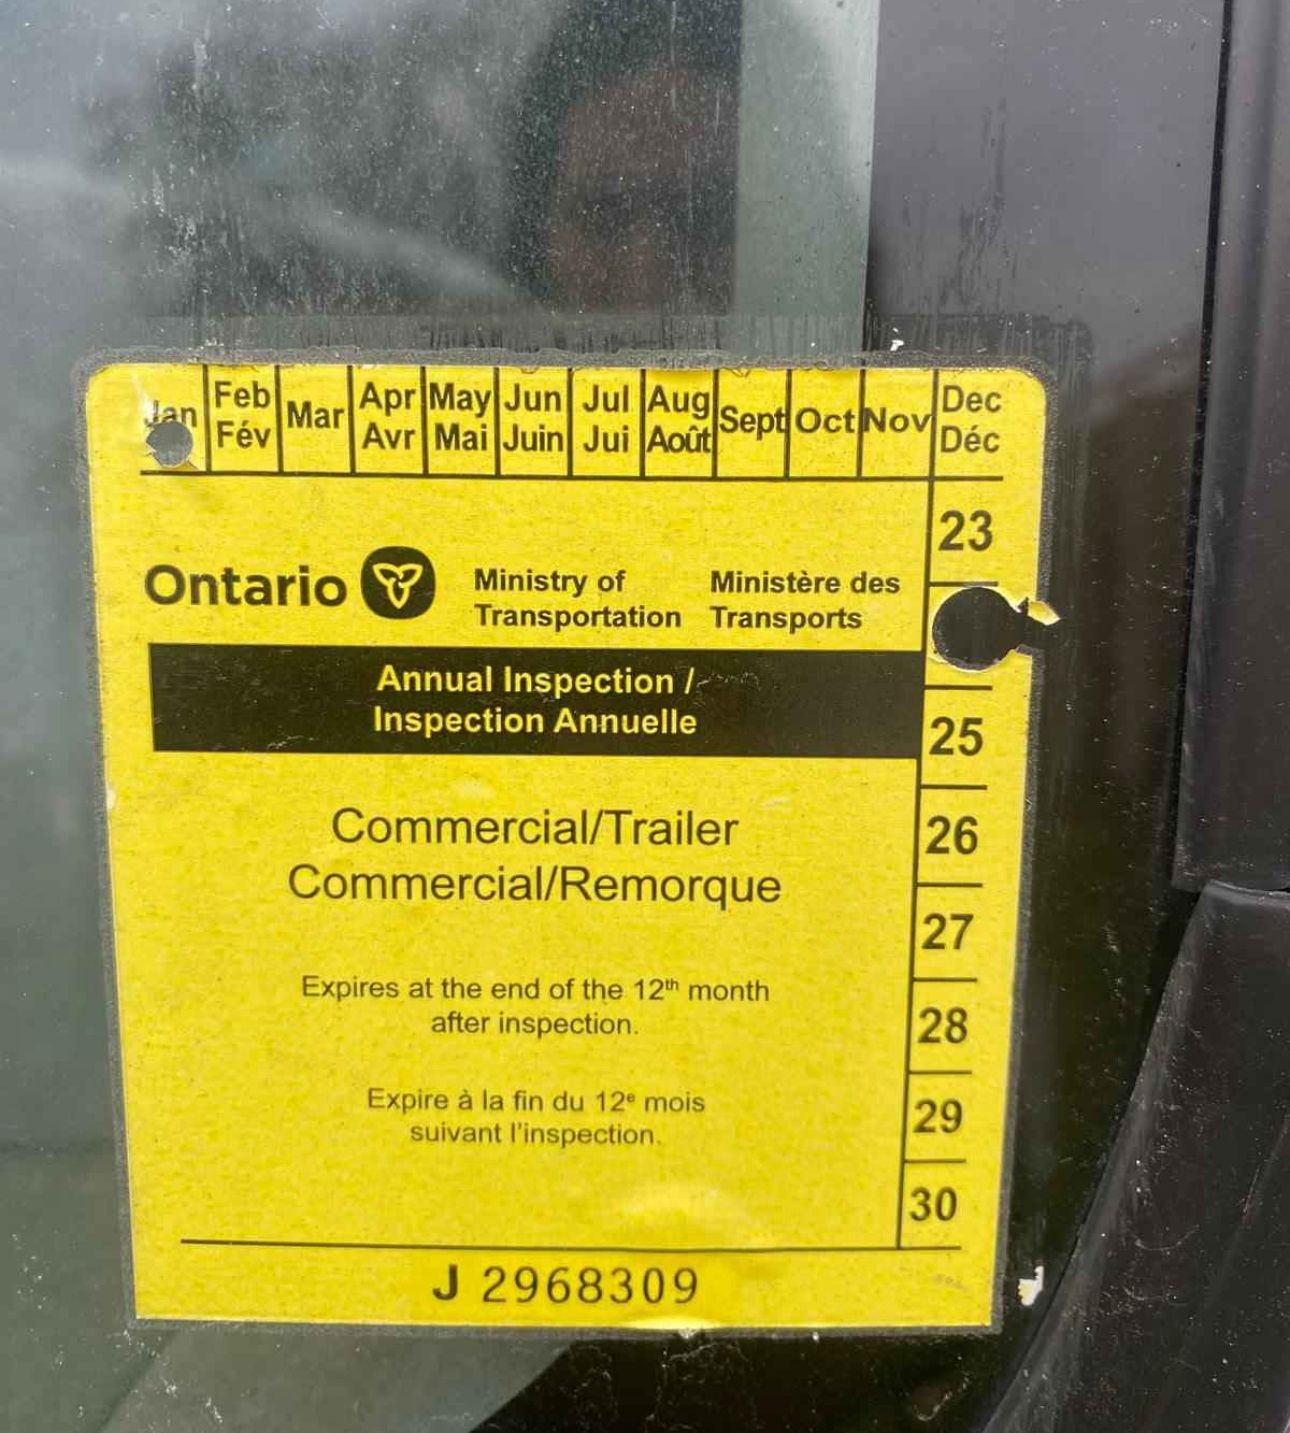 Jan Feb Mar Apr May Jun Jul Aug Sept Oct Nov Dec
Fév Avr Mai Juin Jui Août Déc
23
Ontario Ministry of Ministère des
Transportation Transports
Annual Inspection /
Inspection Annuelle
25
Commercial/Trailer
26
Commercial/Remorque
27
Expires at the end of the 12th month
after inspection.
28
Expire à la fin du 12e mois
suivant l'inspection.
29
30
J 2968309